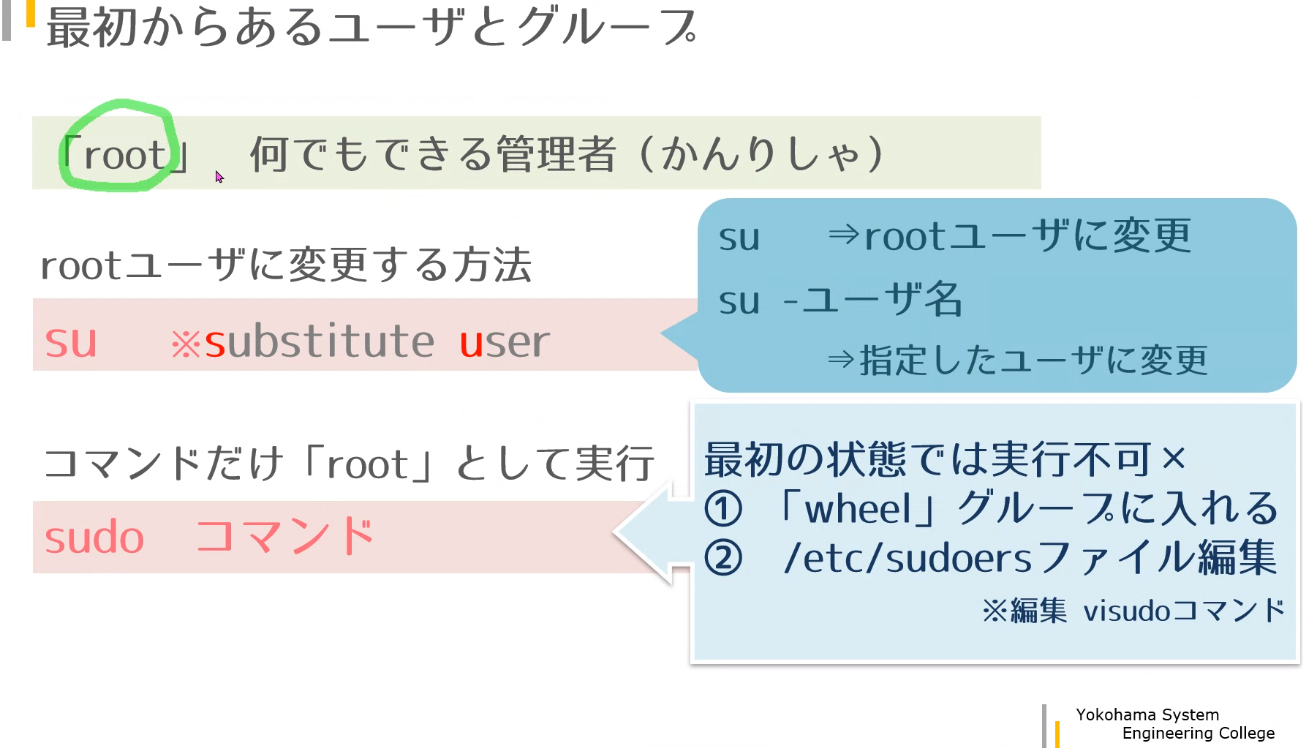 最初からあるユーザとグループ
「root」 何でもできる管理者（かんりしゃ）
rootユーザに変更する方法
su ※substitute user
su ⇒rootユーザに変更
su -ユーザ名
⇒指定したユーザに変更
コマンドだけ「root」として実行
sudo コマンド
最初の状態では実行不可×
① 「wheel」グループに入れる
② /etc/sudoersファイル編集
※編集 visudoコマンド
Yokohama System
Engineering College